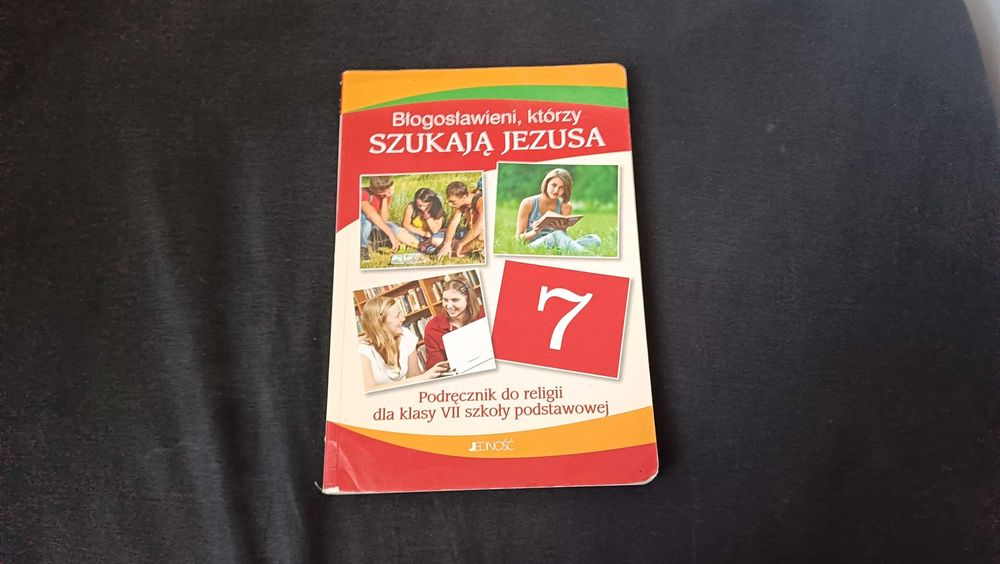 Błogosławieni, którzy
SZUKAJĄ JEZUSA
7
Podręcznik do religii
dla klasy VII szkoły podstawowej
JEDNOŚĆ